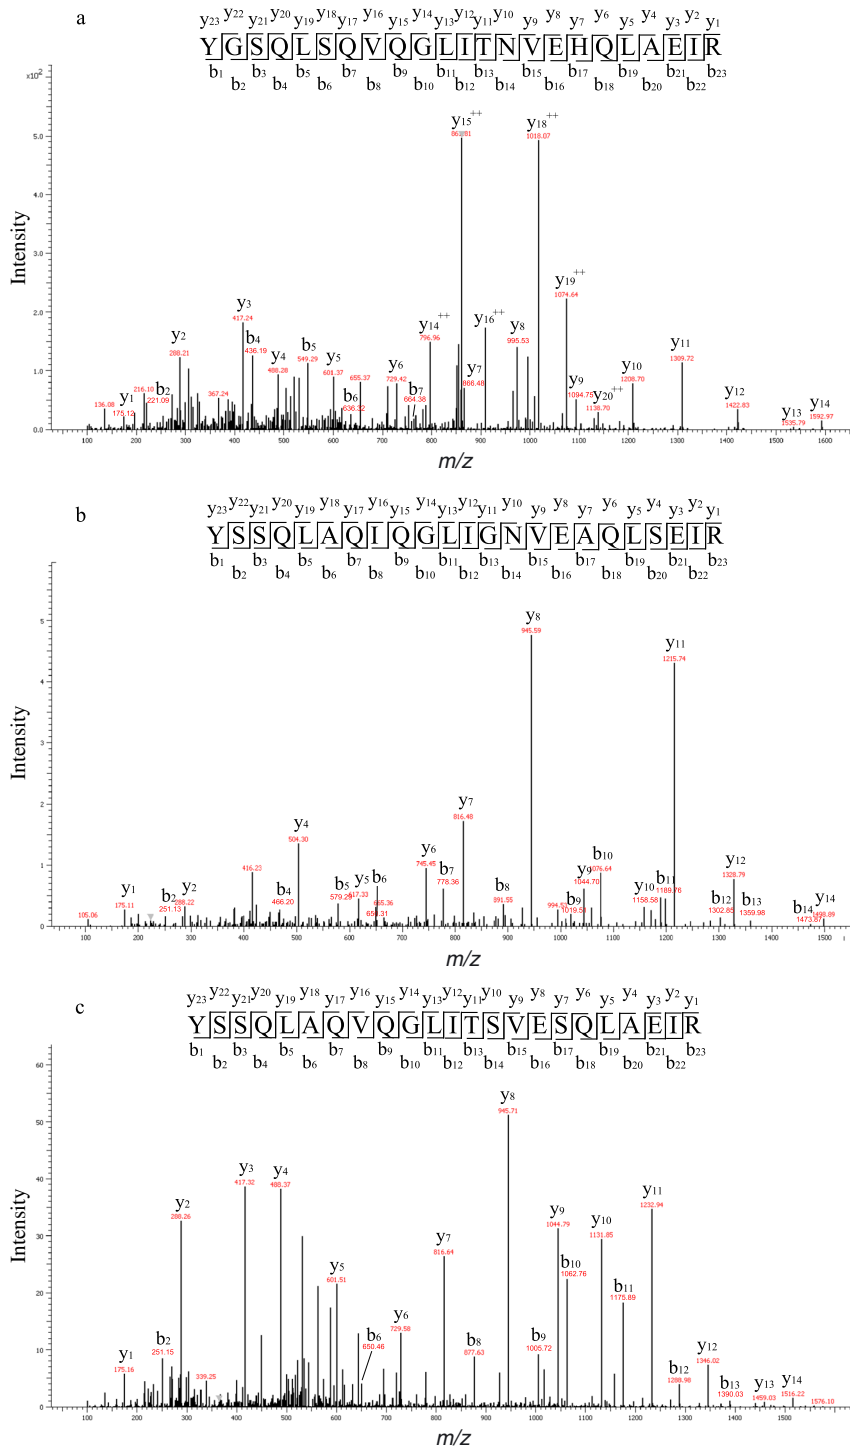 a
y23 y22 y21 y20 y19 y18 y17 y16 y15 y14 y13 y12 y11 y10 y9 y8 y7 y6 y5 y4 y3 y2 y1
YGSQLSQVQGLITNVEHQLAEIR
b1 b2 b3 b4 b5 b6 b7 b8 b9 b10 b11 b12 b13 b14 b15 b16 b17 b18 b19 b20 b21 b22 b23
x10²
5.0
4.0
3.0
2.0
1.0
0.0
Intensity
y15 ++
861.81
y18 ++
1018.07
y19 ++
1074.64
y3
417.24
y14 ++
796.96
y16 ++
y8
995.53
y2
288.21
b4
436.19
b5
549.29
y4
488.28
y5
601.37
655.37
y6
729.42
y7
866.48
y11
1309.72
y10
1208.70
y9
1094.75
y20 ++
1138.70
y12
1422.83
y13
1535.79
y14
1592.97
136.08
y1
175.12
216.10
b2
221.09
367.24
b6
636.32
b7
664.38
100 200 300 400 500 600 700 800 900 1000 1100 1200 1300 1400 1500 1600
m/z
b
y23 y22 y21 y20 y19 y18 y17 y16 y15 y14 y13 y12 y11 y10 y9 y8 y7 y6 y5 y4 y3 y2 y1
YSSQLAQIQGLIGNVEAQLSEIR
b1 b2 b3 b4 b5 b6 b7 b8 b9 b10 b11 b12 b13 b14 b15 b16 b17 b18 b19 b20 b21 b22 b23
5
4
3
2
1
0
Intensity
y8
945.59
y11
1215.74
y7
816.48
y4
504.30
y6
745.45
416.23
y1
175.11
105.06
b2
251.13
y2
288.22
b4
466.20
b5
579.29
y5
617.33
b6
665.36
650.31
b7
778.36
b8
891.55
b9
1019.50
y9
1044.70
b10
1076.64
y10
1158.58
b11
1189.76
b12
1302.85
y12
1328.79
b13
1359.98
b14
1473.87
y14
1498.89
100 200 300 400 500 600 700 800 900 1000 1100 1200 1300 1400 1500
m/z
c
y23 y22 y21 y20 y19 y18 y17 y16 y15 y14 y13 y12 y11 y10 y9 y8 y7 y6 y5 y4 y3 y2 y1
YSSQLAQVQGLITSVESQLAEIR
b1 b2 b3 b4 b5 b6 b7 b8 b9 b10 b11 b12 b13 b14 b15 b16 b17 b18 b19 b20 b21 b22 b23
60
50
40
30
20
10
0
Intensity
y8
945.71
y3
417.32
y4
488.37
y2
288.26
y11
1232.94
y9
1044.79
y10
1131.85
y7
816.64
b10
1062.76
y5
601.51
b11
1175.89
y6
729.58
b6
650.46
y1
175.16
b2
251.15
339.25
b8
877.63
b9
1005.72
b12
1288.98
y12
1346.02
b13
1390.03
y13
1459.03
y14
1516.22
1576.10
100 200 300 400 500 600 700 800 900 1000 1100 1200 1300 1400 1500
m/z